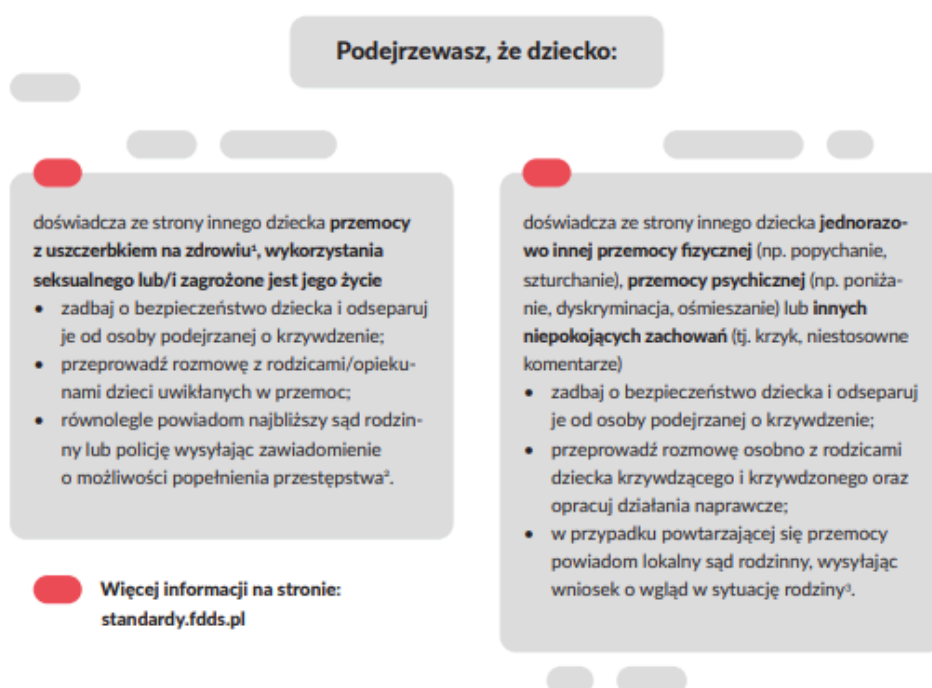 Podejrzewasz, że dziecko:
doświadcza ze strony innego dziecka przemocy
z uszczerbkiem na zdrowiu¹, wykorzystania
seksualnego lub/i zagrożone jest jego życie
• zadbaj o bezpieczeństwo dziecka i odseparuj
je od osoby podejrzanej o krzywdzenie;
• przeprowadź rozmowę z rodzicami/opieku-
nami dzieci uwikłanych w przemoc;
• równolegle powiadom najbliższy sąd rodzin-
ny lub policję wysyłając zawiadomienie
o możliwości popełnienia przestępstwa².
Więcej informacji na stronie:
standardy.fdds.pl
doświadcza ze strony innego dziecka jednorazo-
wo innej przemocy fizycznej (np. popychanie,
szturchanie), przemocy psychicznej (np. poniża-
nie, dyskryminacja, ośmieszanie) lub innych
niepokojących zachowań (tj. krzyk, niestosowne
komentarze)
• zadbaj o bezpieczeństwo dziecka i odseparuj
je od osoby podejrzanej o krzywdzenie;
• przeprowadź rozmowę osobno z rodzicami
dziecka krzywdzącego i krzywdzonego oraz
opracuj działania naprawcze;
• w przypadku powtarzającej się przemocy
powiadom lokalny sąd rodzinny, wysyłając
wniosek o wgląd w sytuację rodziny³.